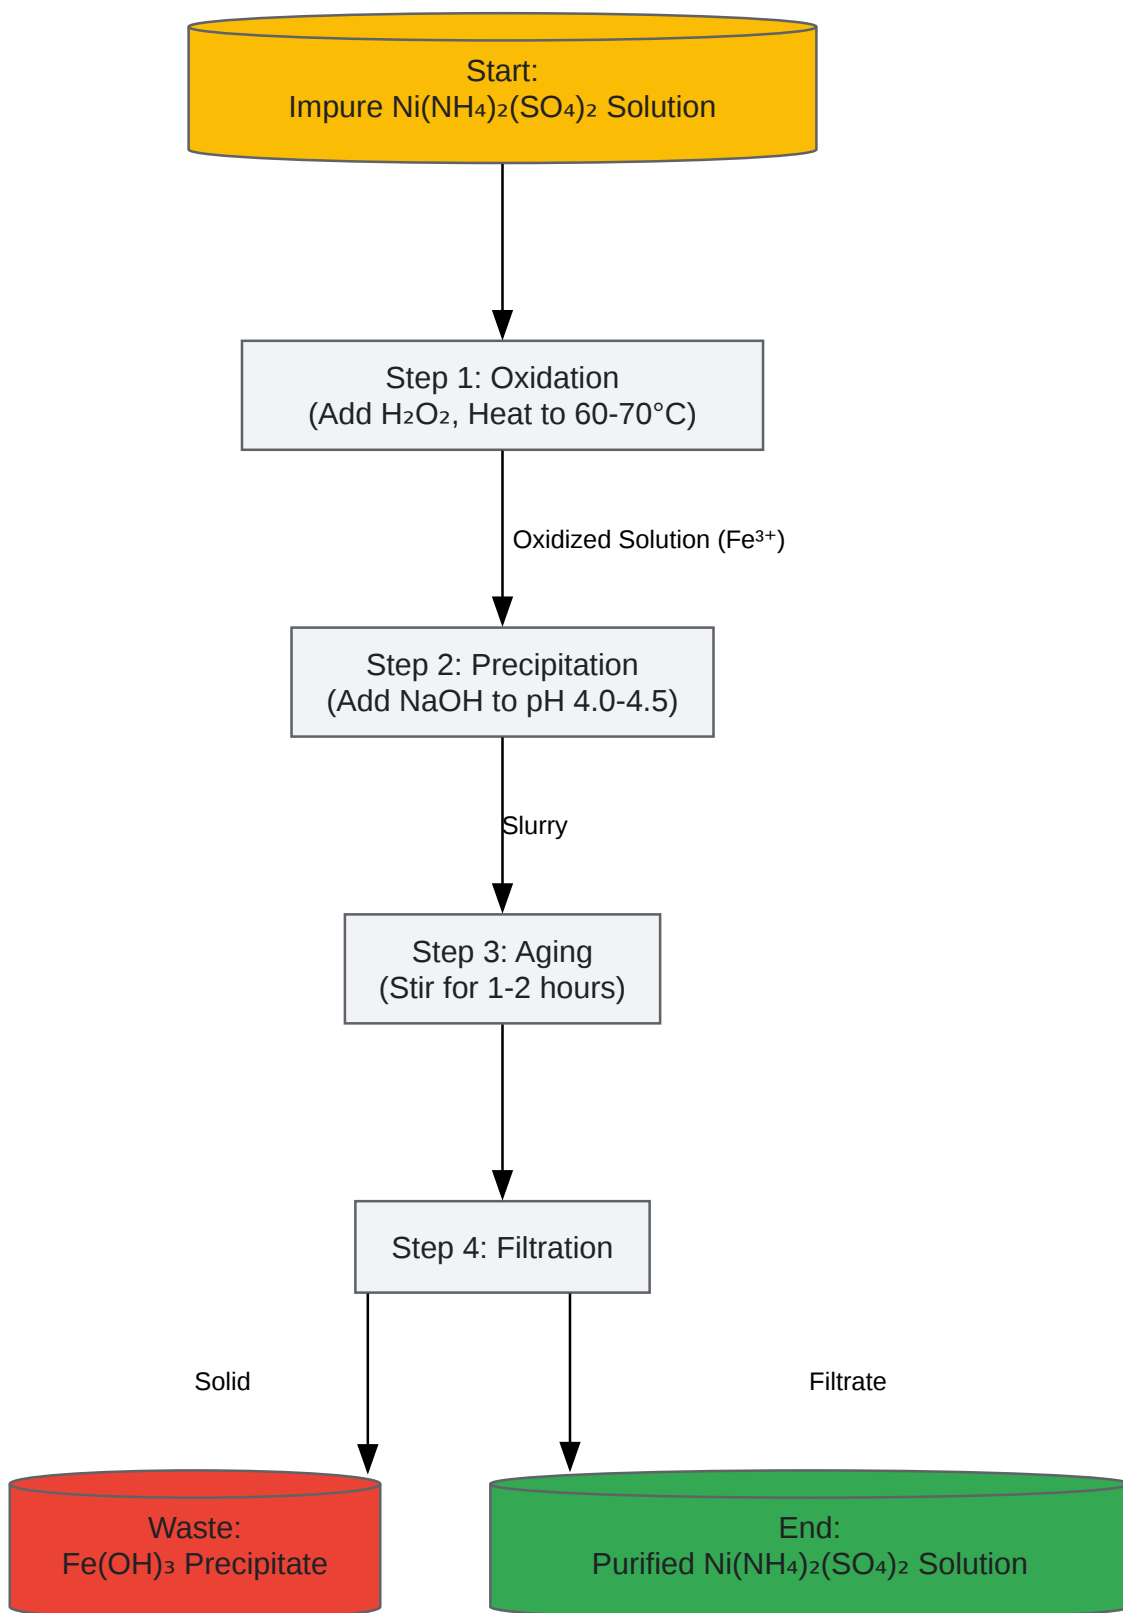 Start:
Impure Ni(NH₄)₂(SO₄)₂ Solution
Step 1: Oxidation
(Add H₂O₂, Heat to 60-70°C)
Oxidized Solution (Fe³⁺)
Step 2: Precipitation
(Add NaOH to pH 4.0-4.5)
Slurry
Step 3: Aging
(Stir for 1-2 hours)
Step 4: Filtration
Solid
Filtrate
Waste:
Fe(OH)₃ Precipitate
End:
Purified Ni(NH₄)₂(SO₄)₂ Solution